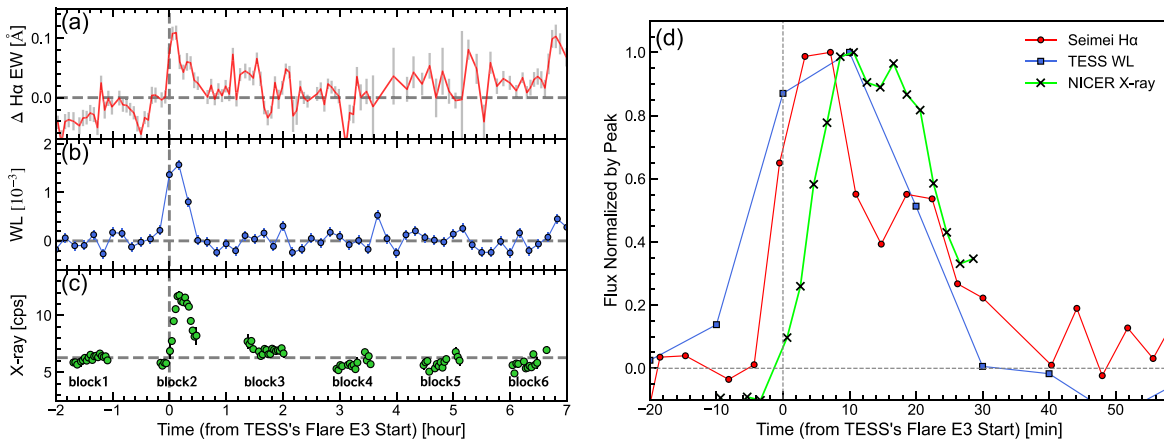 (a)
Δ Hα EW [Å]
0.1
0.0
(b)
WL [10⁻³]
2
1
0
(c)
X-ray [cps]
10
5
block1 block2 block3 block4 block5 block6
−2 −1 0 1 2 3 4 5 6 7
Time (from TESS's Flare E3 Start) [hour]
(d)
Seimei Hα
TESS WL
NICER X-ray
Flux Normalized by Peak
1.0
0.8
0.6
0.4
0.2
0.0
−20 −10 0 10 20 30 40 50
Time (from TESS's Flare E3 Start) [min]